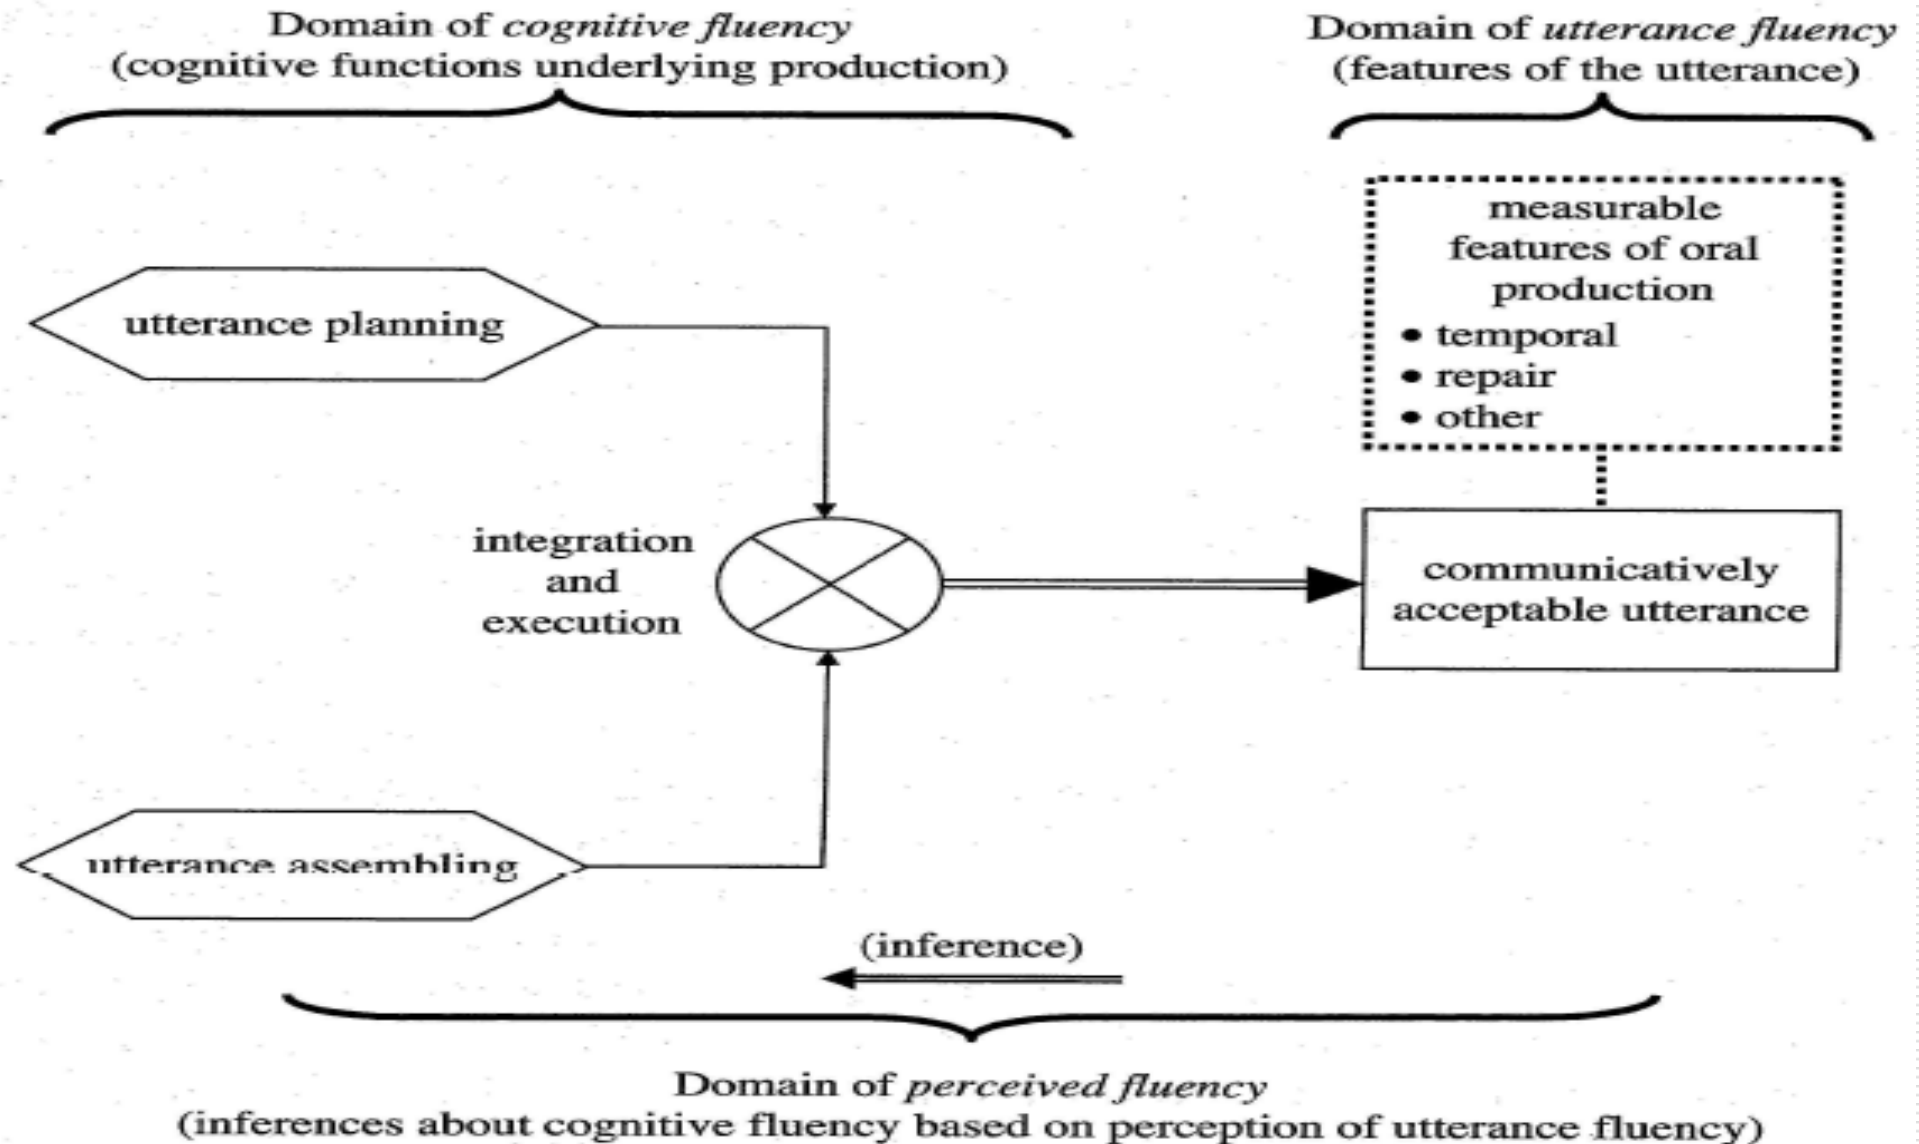 Domain of cognitive fluency
(cognitive functions underlying production)
Domain of utterance fluency
(features of the utterance)
measurable
features of oral
production
• temporal
• repair
• other
utterance planning
integration
and
execution
communicatively
acceptable utterance
utterance assembling
(inference)
Domain of perceived fluency
(inferences about cognitive fluency based on perception of utterance fluency)